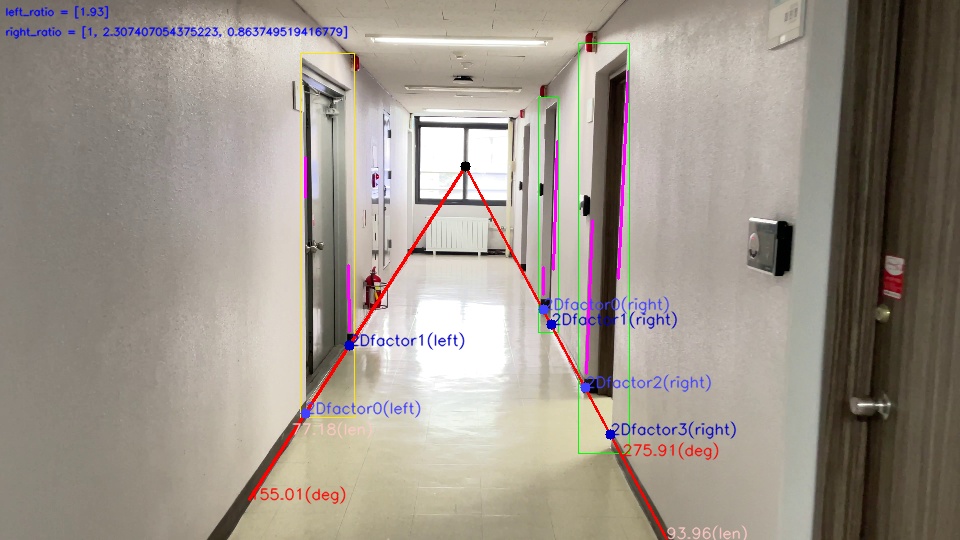 left_ratio = [1.93]
right_ratio = [1, 2.307407054375223, 0.863749519416779]
2Dfactor0(right)
2Dfactor1(right)
2Dfactor1(left)
2Dfactor2(right)
2Dfactor0(left)
77.18(len)
2Dfactor3(right)
275.91(deg)
155.01(deg)
93.96(len)